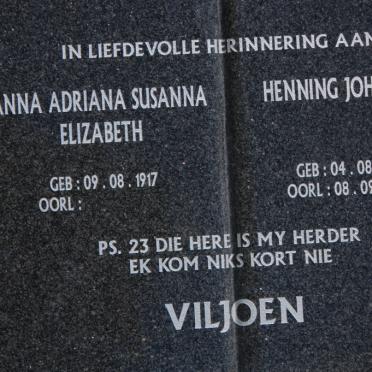 IN LIEFDEVOLLE HERINNERING AAN
ANNA ADRIANA SUSANNA
ELIZABETH
HENNING JOH
GEB : 09 . 08 . 1917
OORL :
GEB : 04 . 08
OORL : 08 . 09
PS. 23 DIE HERE IS MY HERDER
EK KOM NIKS KORT NIE
VILJOEN